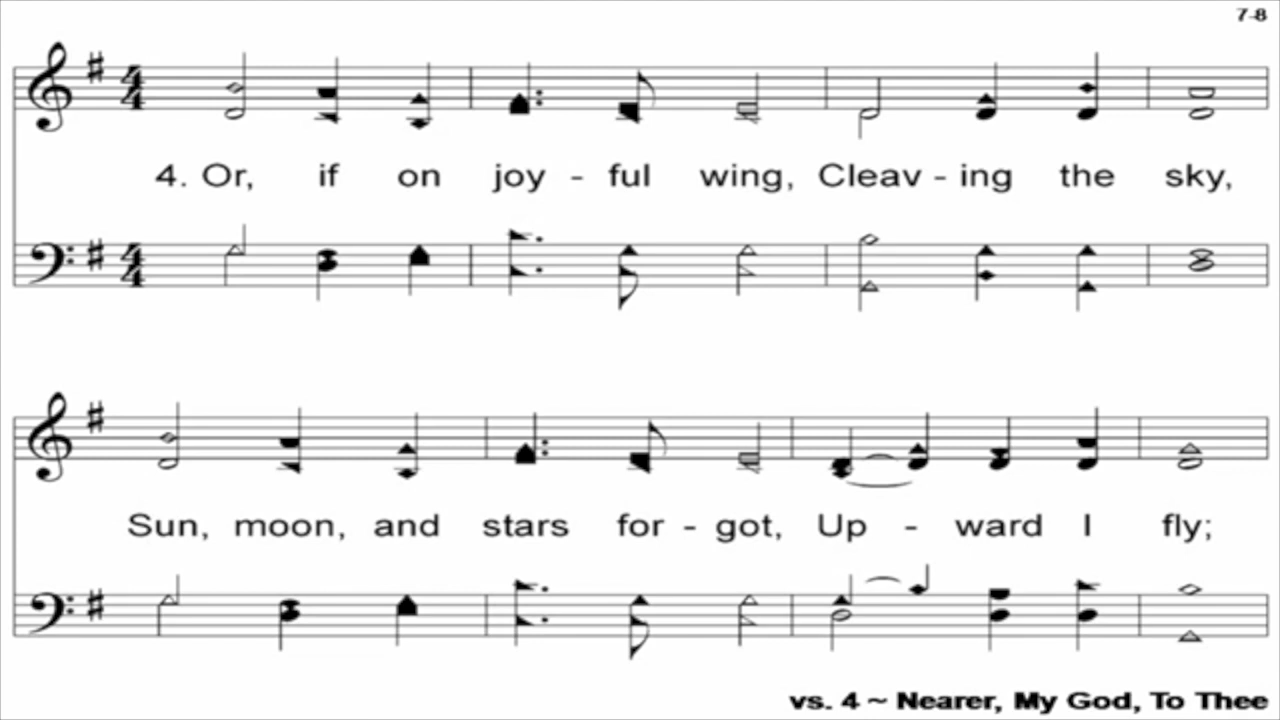 7-8
4. Or, if on joy - ful wing, Cleav - ing the sky,
Sun, moon, and stars for - got, Up - ward I fly;
vs. 4 ~ Nearer, My God, To Thee